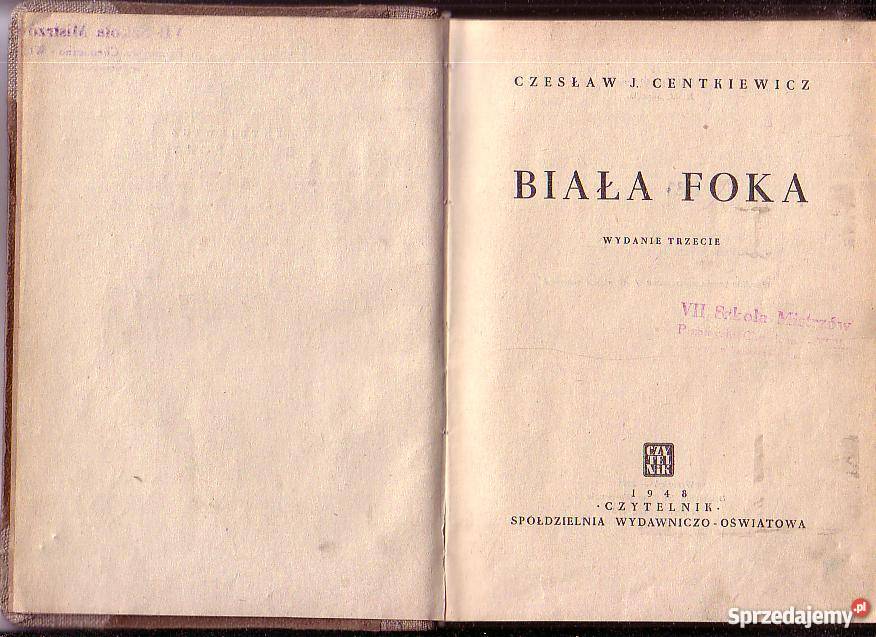 CZESŁAW J. CENTKIEWICZ
BIAŁA FOKA
WYDANIE TRZECIE
VII Szkoła Mistrzów
CZY
TEL
NIK
1948
·CZYTELNIK·
SPÓŁDZIELNIA WYDAWNICZO-OŚWIATOWA
Sprzedajemy.pl